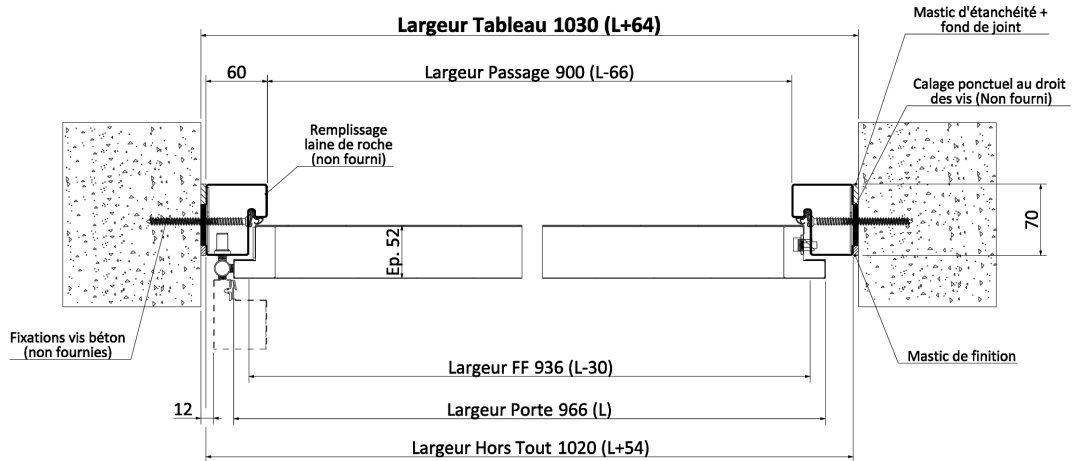 Largeur Tableau 1030 (L+64)
Mastic d'étanchéité +
fond de joint
60
Largeur Passage 900 (L-66)
Calage ponctuel au droit
des vis (Non fourni)
Remplissage
laine de roche
(non fourni)
70
Ep. 52
Fixations vis béton
(non fournies)
Mastic de finition
Largeur FF 936 (L-30)
12
Largeur Porte 966 (L)
Largeur Hors Tout 1020 (L+54)